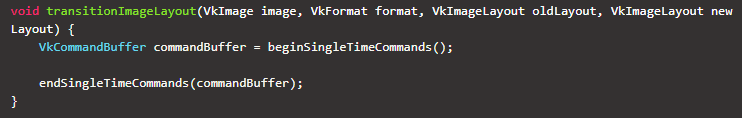 void transitionImageLayout(VkImage image, VkFormat format, VkImageLayout oldLayout, VkImageLayout new
Layout) {
    VkCommandBuffer commandBuffer = beginSingleTimeCommands();

    endSingleTimeCommands(commandBuffer);
}